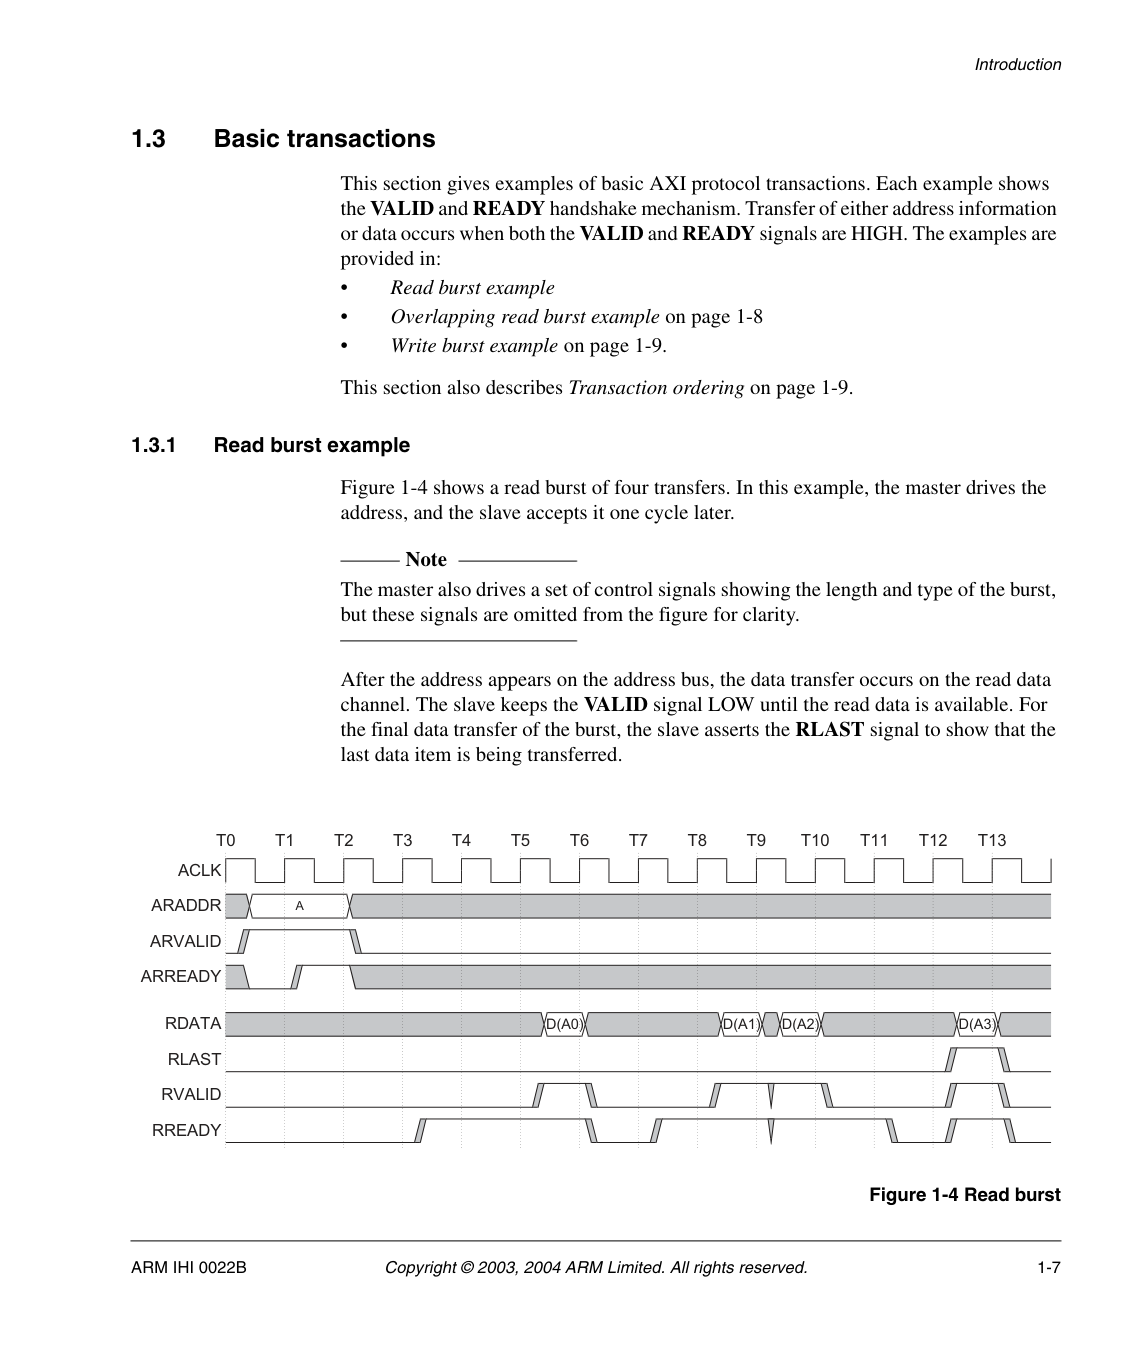 Introduction
1.3 Basic transactions
This section gives examples of basic AXI protocol transactions. Each example shows
the VALID and READY handshake mechanism. Transfer of either address information
or data occurs when both the VALID and READY signals are HIGH. The examples are
provided in:
• Read burst example
• Overlapping read burst example on page 1-8
• Write burst example on page 1-9.
This section also describes Transaction ordering on page 1-9.
1.3.1 Read burst example
Figure 1-4 shows a read burst of four transfers. In this example, the master drives the
address, and the slave accepts it one cycle later.
Note
The master also drives a set of control signals showing the length and type of the burst,
but these signals are omitted from the figure for clarity.
After the address appears on the address bus, the data transfer occurs on the read data
channel. The slave keeps the VALID signal LOW until the read data is available. For
the final data transfer of the burst, the slave asserts the RLAST signal to show that the
last data item is being transferred.
T0 T1 T2 T3 T4 T5 T6 T7 T8 T9 T10 T11 T12 T13
ACLK
ARADDR A
ARVALID
ARREADY
RDATA D(A0) D(A1) D(A2) D(A3)
RLAST
RVALID
RREADY
Figure 1-4 Read burst
ARM IHI 0022B Copyright © 2003, 2004 ARM Limited. All rights reserved. 1-7